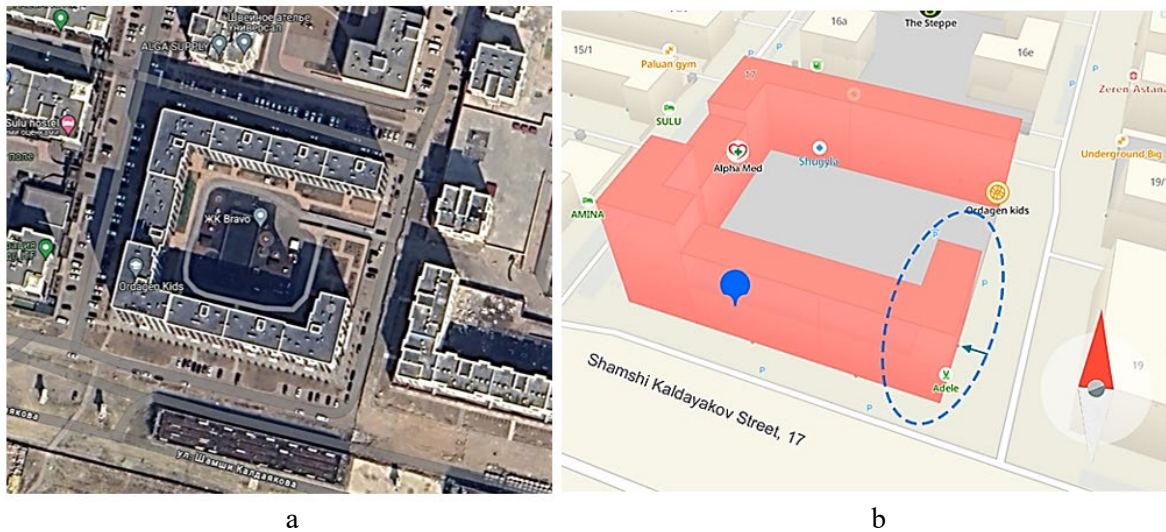 Швейное ателье
универсал
ALGA SUPPLY
Sulu hostel
поле
ЖК Bravo
Ordagen Kids
ул. Шамши Калдаякова
a
The Steppe
16a
15/1
Paluan gym
17
16e
Zeren-Astana
SULU
Alpha Med
Shugyla
Underground Big
19/
AMINA
Ordagen kids
P
P
P
P
P
P
P
Adele
19
Shamshi Kaldayakov Street, 17
b